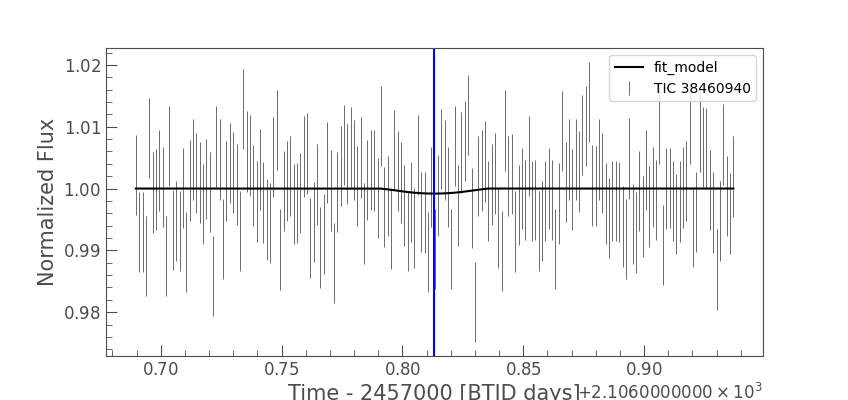 1.02
1.01
1.00
0.99
0.98
Normalized Flux
fit_model
TIC 38460940
0.70 0.75 0.80 0.85 0.90
Time - 2457000 [BTJD days]
+2.1060000000 × 10³